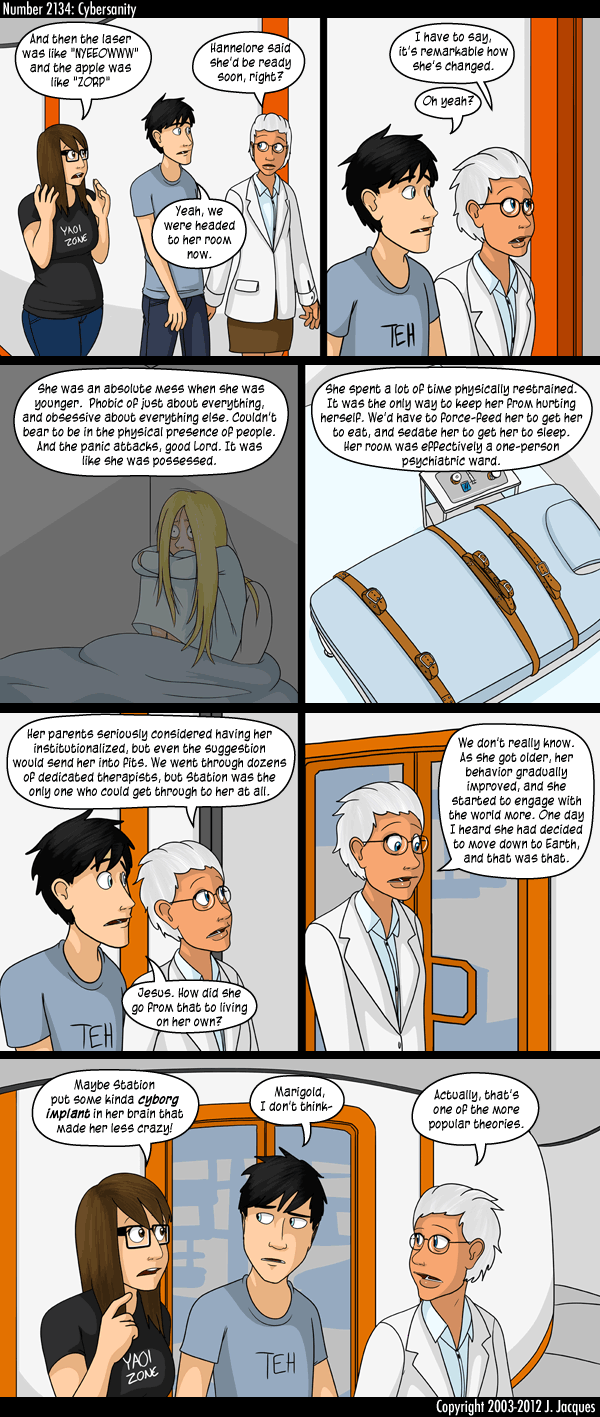 Number 2134: Cybersanity
And then the laser
was like "NYEEOWWW"
and the apple was
like "ZORP"
Hannelore said
she'd be ready
soon, right?
Yeah, we
were headed
to her room
now.
YAOI
ZONE
I have to say,
it's remarkable how
she's changed.
Oh yeah?
TEH
She was an absolute mess when she was
younger. Phobic of just about everything,
and obsessive about everything else. Couldn't
bear to be in the physical presence of people.
And the panic attacks, good Lord. It was
like she was possessed.
She spent a lot of time physically restrained.
It was the only way to keep her from hurting
herself. We'd have to force-feed her to get her
to eat, and sedate her to get her to sleep.
Her room was effectively a one-person
psychiatric ward.
Her parents seriously considered having her
institutionalized, but even the suggestion
would send her into fits. We went through dozens
of dedicated therapists, but Station was the
only one who could get through to her at all.
Jesus. How did she
go from that to living
on her own?
TEH
We don't really know.
As she got older, her
behavior gradually
improved, and she
started to engage with
the world more. One day
I heard she had decided
to move down to Earth,
and that was that.
Maybe Station
put some kinda cyborg
implant in her brain that
made her less crazy!
Marigold,
I don't think-
Actually, that's
one of the more
popular theories.
YAOI
ZONE
TEH
Copyright 2003-2012 J. Jacques